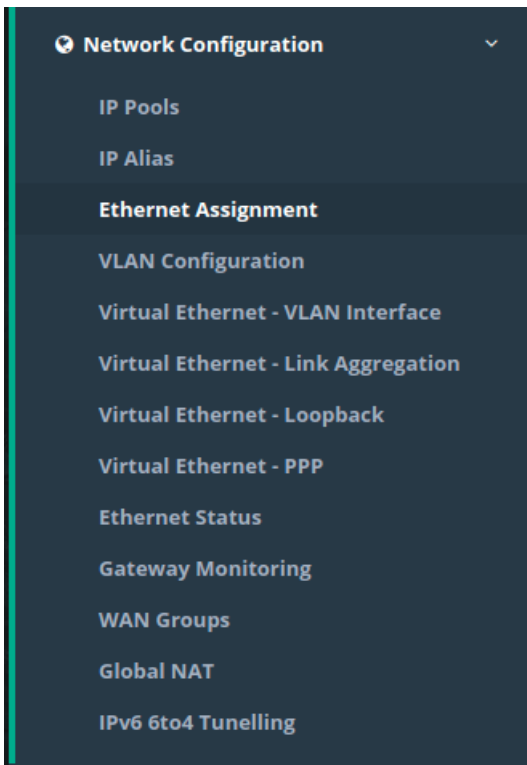 Network Configuration
IP Pools
IP Alias
Ethernet Assignment
VLAN Configuration
Virtual Ethernet - VLAN Interface
Virtual Ethernet - Link Aggregation
Virtual Ethernet - Loopback
Virtual Ethernet - PPP
Ethernet Status
Gateway Monitoring
WAN Groups
Global NAT
IPv6 6to4 Tunelling